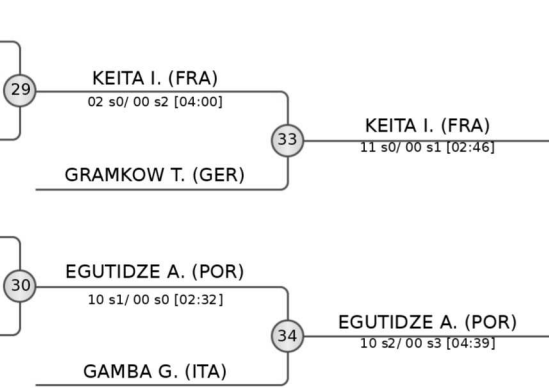 KEITA I. (FRA)
29
02 s0/ 00 s2 [04:00]
KEITA I. (FRA)
33
11 s0/ 00 s1 [02:46]
GRAMKOW T. (GER)
EGUTIDZE A. (POR)
30
10 s1/ 00 s0 [02:32]
EGUTIDZE A. (POR)
34
10 s2/ 00 s3 [04:39]
GAMBA G. (ITA)